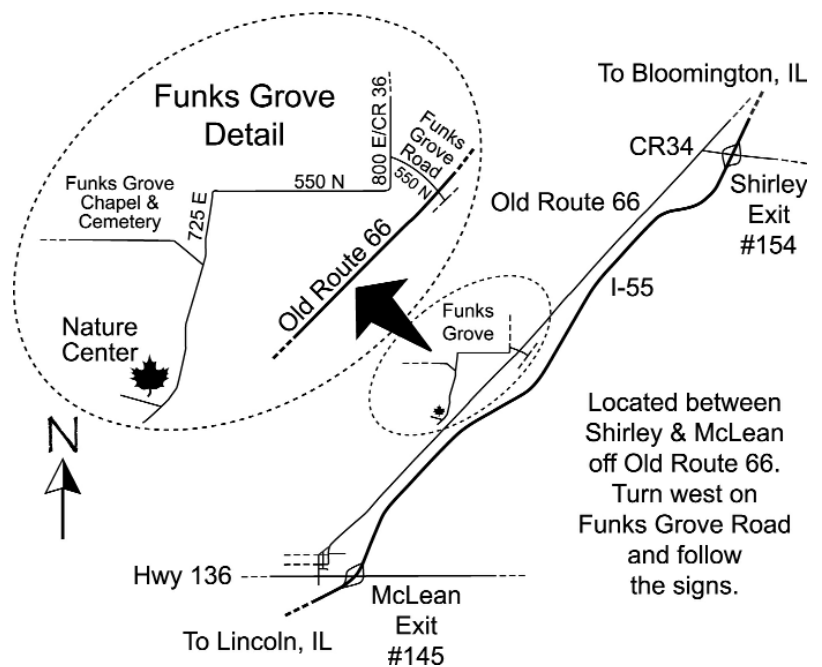 To Bloomington, IL
Funks Grove
Detail
800 E/CR 36
Funks
Grove
Road
550 N
550 N
CR34
Shirley
Exit
#154
Funks Grove
Chapel &
Cemetery
725 E
Old Route 66
Old Route 66
I-55
Nature
Center
Funks
Grove
N
Located between
Shirley & McLean
off Old Route 66.
Turn west on
Funks Grove Road
and follow
the signs.
Hwy 136
McLean
Exit
#145
To Lincoln, IL